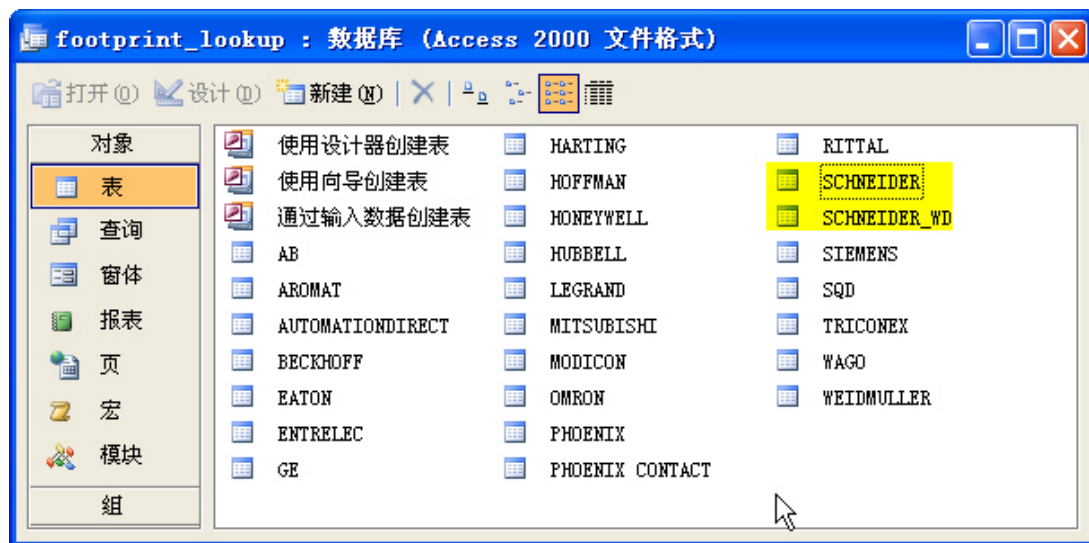 footprint_lookup : 数据库 (Access 2000 文件格式)
打开(O) 设计(D) 新建(N)
对象
表
查询
窗体
报表
页
宏
模块
组
使用设计器创建表
使用向导创建表
通过输入数据创建表
AB
AROMAT
AUTOMATIONDIRECT
BECKHOFF
EATON
ENTRELEC
GE
HARTING
HOFFMAN
HONEYWELL
HUBBELL
LEGRAND
MITSUBISHI
MODICON
OMRON
PHOENIX
PHOENIX CONTACT
RITTAL
SCHNEIDER
SCHNEIDER_WD
SIEMENS
SQD
TRICONEX
WAGO
WEIDMULLER